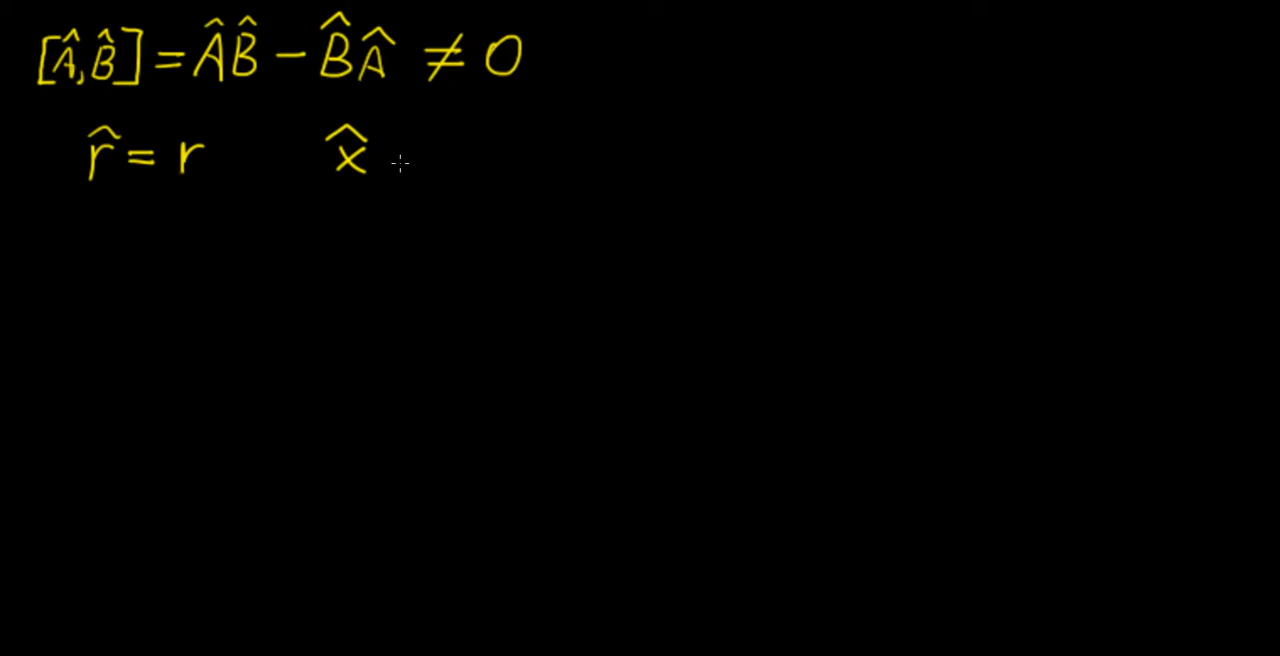 [Â, B̂] = ÂB̂ − B̂Â ≠ 0
r̂ = r x̂